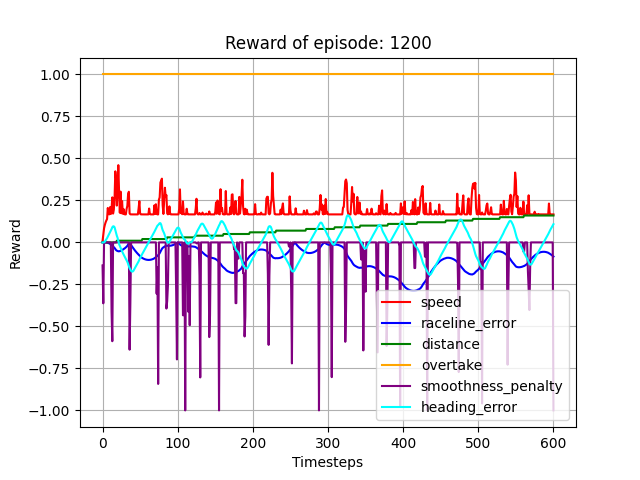 Reward of episode: 1200
1.00
0.75
0.50
0.25
0.00
−0.25
−0.50
−0.75
−1.00
Reward
speed
raceline_error
distance
overtake
smoothness_penalty
heading_error
0 100 200 300 400 500 600
Timesteps